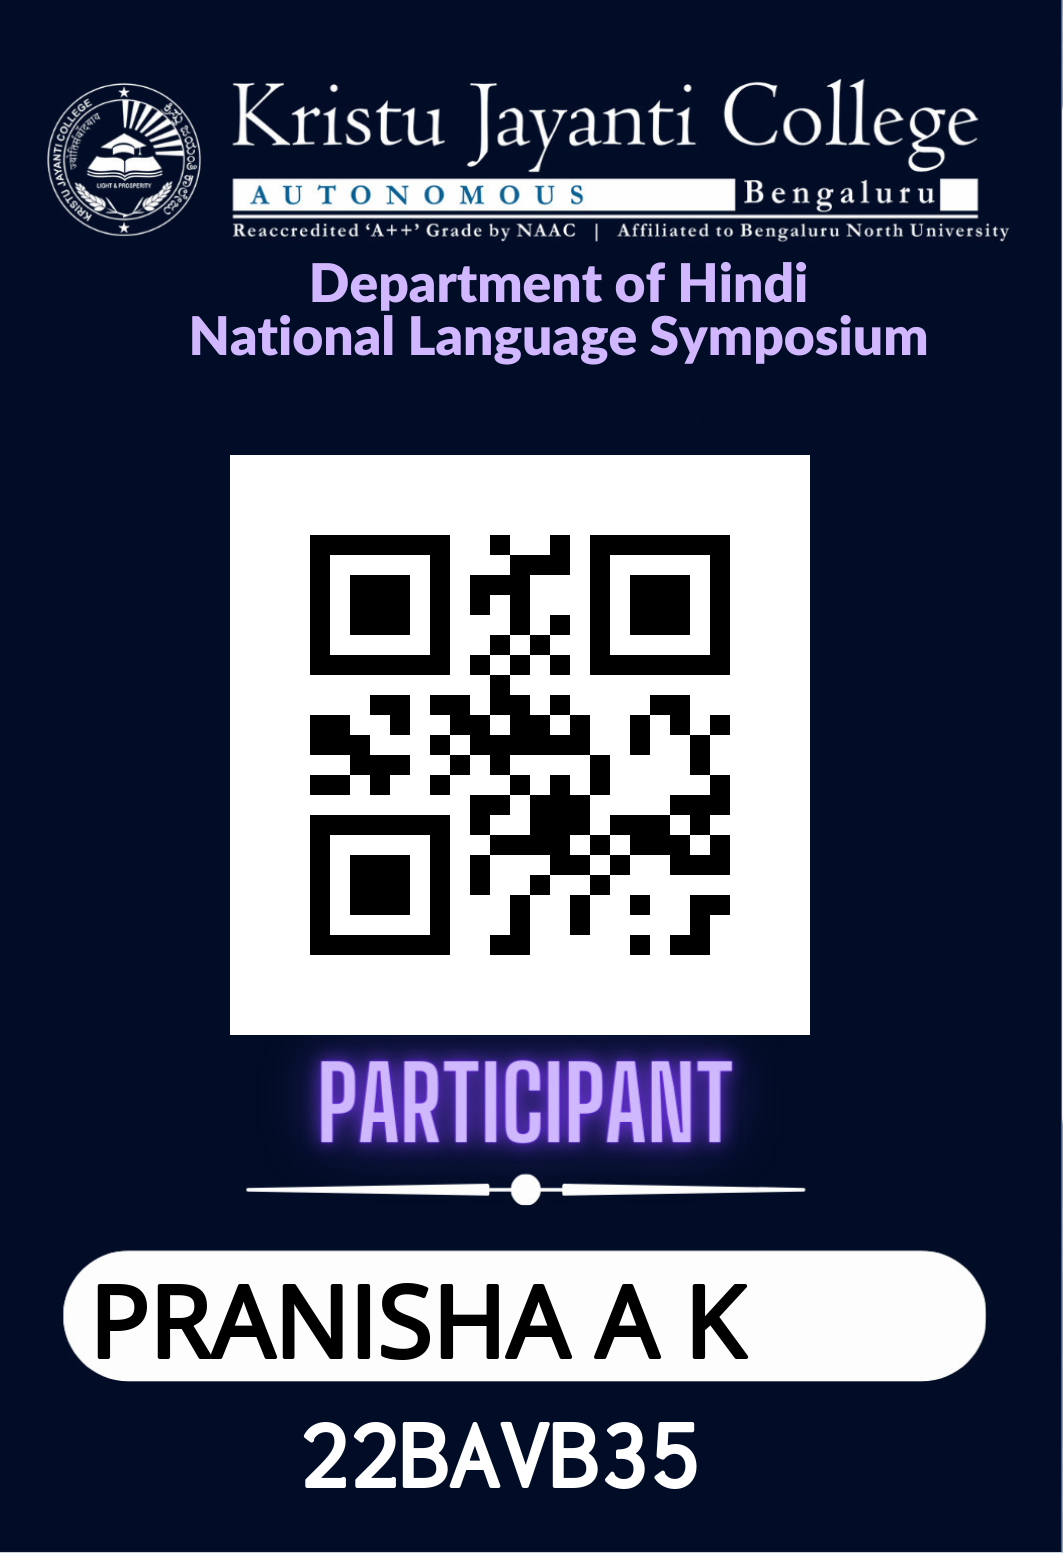 KRISTU JAYANTI COLLEGE
LIGHT & PROSPERITY
Kristu Jayanti College
AUTONOMOUS Bengaluru
Reaccredited ‘A++’ Grade by NAAC | Affiliated to Bengaluru North University
Department of Hindi
National Language Symposium
PARTICIPANT
PRANISHA A K
22BAVB35